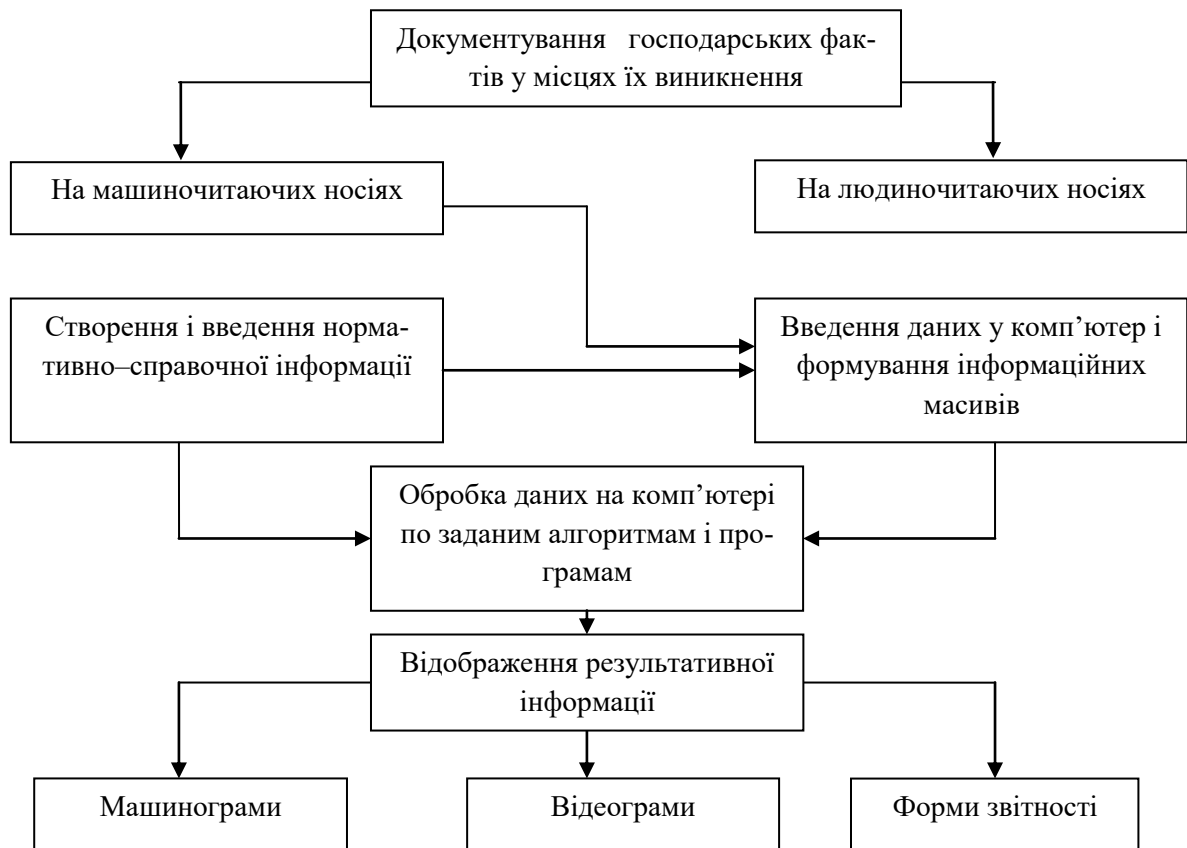 Документування господарських фак-
тів у місцях їх виникнення
На машиночитаючих носіях
На людиночитаючих носіях
Створення і введення норма-
тивно–справочної інформації
Введення даних у комп’ютер і
формування інформаційних
масивів
Обробка даних на комп’ютері
по заданим алгоритмам і про-
грамам
Відображення результативної
інформації
Машинограми
Відеограми
Форми звітності